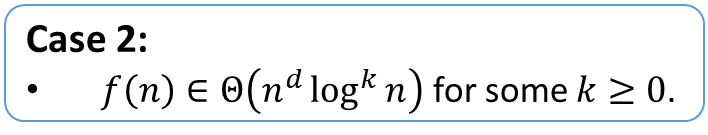 Case 2:
• f(n) ∈ Θ(n^d log^k n) for some k ≥ 0.